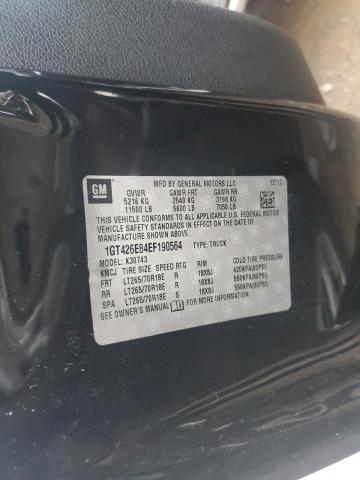 GM
MFD BY GENERAL MOTORS LLC 12/13
GVWR GAWR FRT GAWR RR
5216 KG 2540 KG 3198 KG
11500 LB 5600 LB 7050 LB
THIS VEHICLE CONFORMS TO ALL APPLICABLE U.S. FEDERAL MOTOR
VEHICLE SAFETY STANDARDS IN EFFECT ON THE DATE OF
MANUFACTURE SHOWN ABOVE.
1GT426E84EF190564 TYPE: TRUCK
MODEL: K30743
KMCJ TIRE SIZE SPEED RTG RIM COLD TIRE PRESSURE
FRT LT265/70R18E R 18X8J 420KPA(60PSI)
RR LT265/70R18E R 18X8J 550KPA(80PSI)
SPA LT265/70R18E S 18X8J 550KPA(80PSI)
SEE OWNER'S MANUAL